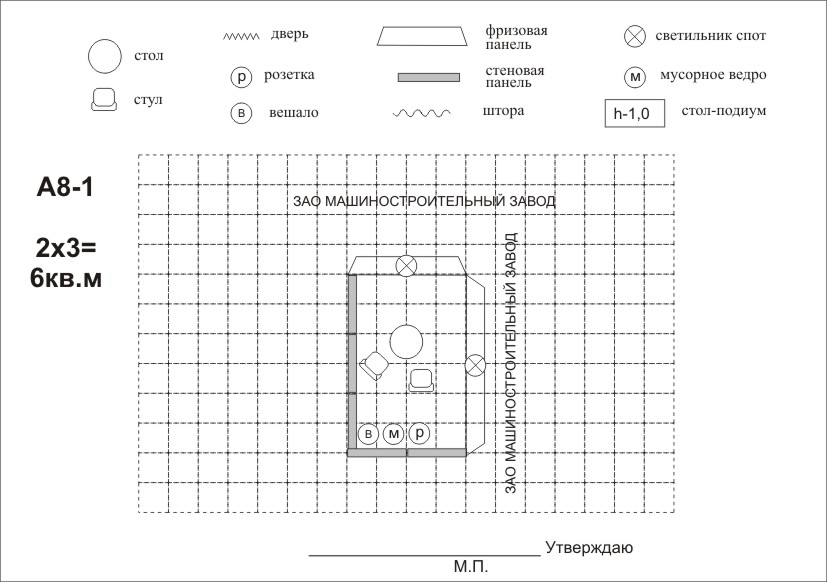 стол
стул
дверь
розетка
вешало
фризовая
панель
стеновая
панель
штора
светильник спот
мусорное ведро
стол-подиум
р
в
м
h-1,0
А8-1
2х3=
6кв.м
ЗАО МАШИНОСТРОИТЕЛЬНЫЙ ЗАВОД
ЗАО МАШИНОСТРОИТЕЛЬНЫЙ ЗАВОД
в м р
Утверждаю
М.П.